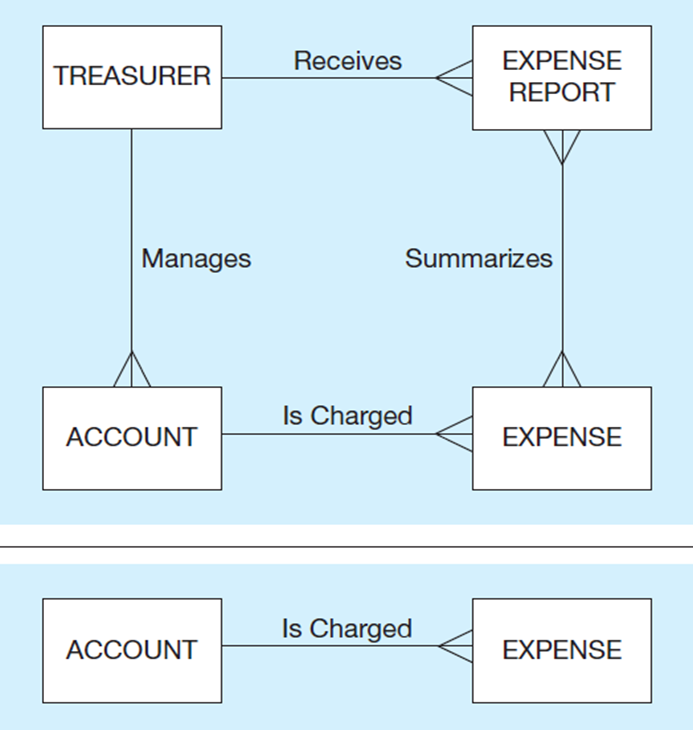 TREASURER
Receives
EXPENSE
REPORT
Manages
Summarizes
ACCOUNT
Is Charged
EXPENSE
ACCOUNT
Is Charged
EXPENSE